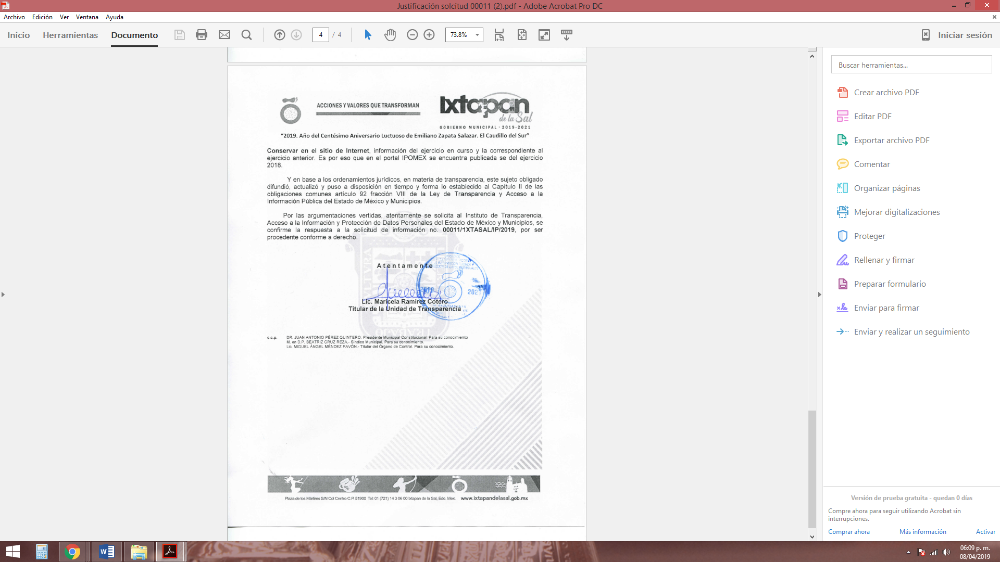 Justificación solcitud 00011 (2).pdf - Adobe Acrobat Pro DC
Archivo Edición Ver Ventana Ayuda
Inicio Herramientas Documento 4 / 4 73.8% Iniciar sesión
ACCIONES Y VALORES QUE TRANSFORMAN
Ixtapan
de la Sal
GOBIERNO MUNICIPAL - 2019-2021
"2019. Año del Centésimo Aniversario Luctuoso de Emiliano Zapata Salazar. El Caudillo del Sur"
Conservar en el sitio de Internet, información del ejercicio en curso y la correspondiente al
ejercicio anterior. Es por eso que en el portal IPOMEX se encuentra publicada se del ejercicio
2018.
Y en base a los ordenamientos jurídicos, en materia de transparencia, este sujeto obligado
difundió, actualizó y puso a disposición en tiempo y forma lo establecido al Capítulo II de las
obligaciones comunes artículo 92 fracción VIII de la Ley de Transparencia y Acceso a la
Información Pública del Estado de México y Municipios.
Por las argumentaciones vertidas, atentamente se solicita al Instituto de Transparencia,
Acceso a la Información y Protección de Datos Personales del Estado de México y Municipios, se
confirme la respuesta a la solicitud de información no. 00011/1XTASAL/IP/2019, por ser
procedente conforme a derecho.
Atentamente
2019 2021
Lic. Maricela Ramírez Cotero
Titular de la Unidad de Transparencia
c.c.p. DR. JUAN ANTONIO PÉREZ QUINTERO. Presidente Municipal Constitucional. Para su conocimiento
M. en D.P. BEATRIZ CRUZ REZA.- Síndico Municipal. Para su conocimiento.
Lic. MIGUEL ÁNGEL MÉNDEZ PAVÓN.- Titular del Órgano de Control. Para su conocimiento.
Plaza de los Mártires S/N Col Centro C.P. 51900 Tel: 01 (721) 14 3 06 00 Ixtapan de la Sal, Edo. Mex. www.ixtapandelasal.gob.mx
Buscar herramientas...
Crear archivo PDF
Editar PDF
Exportar archivo PDF
Comentar
Organizar páginas
Mejorar digitalizaciones
Proteger
Rellenar y firmar
Preparar formulario
Enviar para firmar
Enviar y realizar un seguimiento
Versión de prueba gratuita - quedan 0 días
Compre ahora para seguir utilizando Acrobat sin
interrupciones.
Comprar ahora Más información Activar
06:09 p. m.
08/04/2019